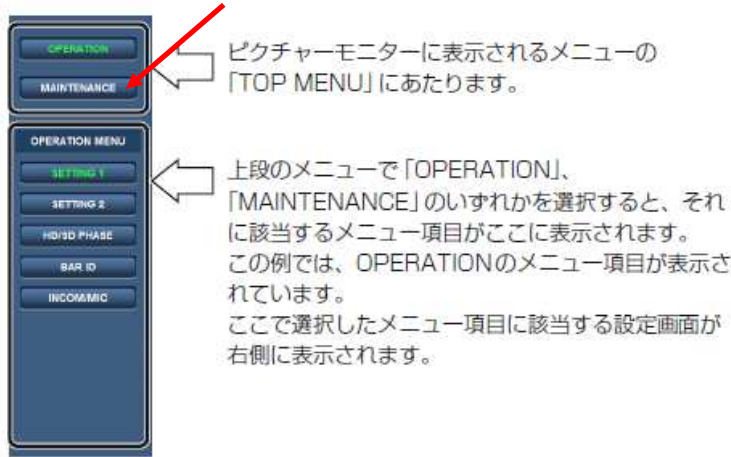 OPERATION
MAINTENANCE
ピクチャーモニターに表示されるメニューの
「TOP MENU」にあたります。
OPERATION MENU
SETTING 1
SETTING 2
HD/SD PHASE
BAR ID
INCOM/MIC
上段のメニューで「OPERATION」、
「MAINTENANCE」のいずれかを選択すると、それ
に該当するメニュー項目がここに表示されます。
この例では、OPERATIONのメニュー項目が表示さ
れています。
ここで選択したメニュー項目に該当する設定画面が
右側に表示されます。